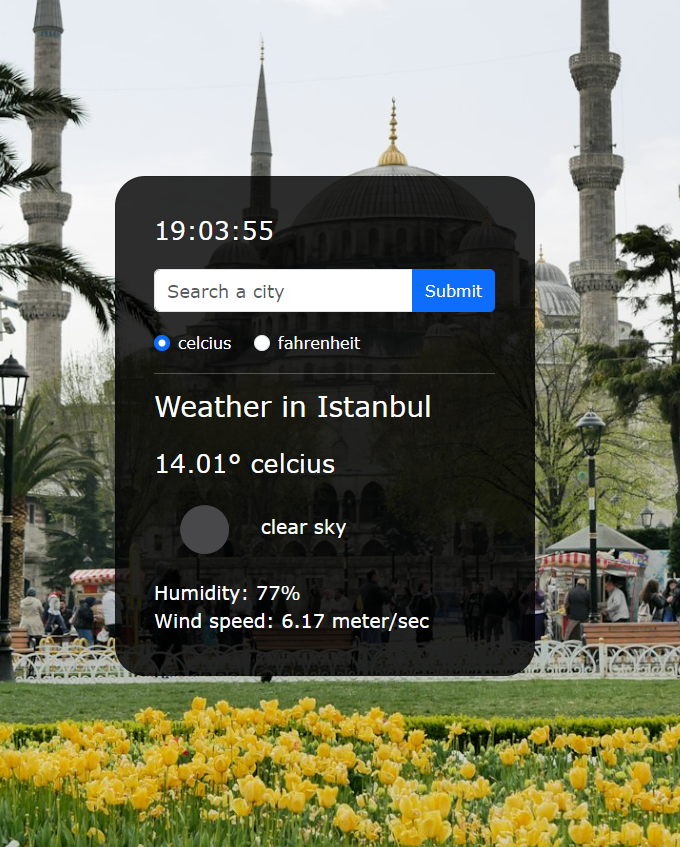 19:03:55
Search a city Submit
celcius fahrenheit
Weather in Istanbul
14.01° celcius
clear sky
Humidity: 77%
Wind speed: 6.17 meter/sec